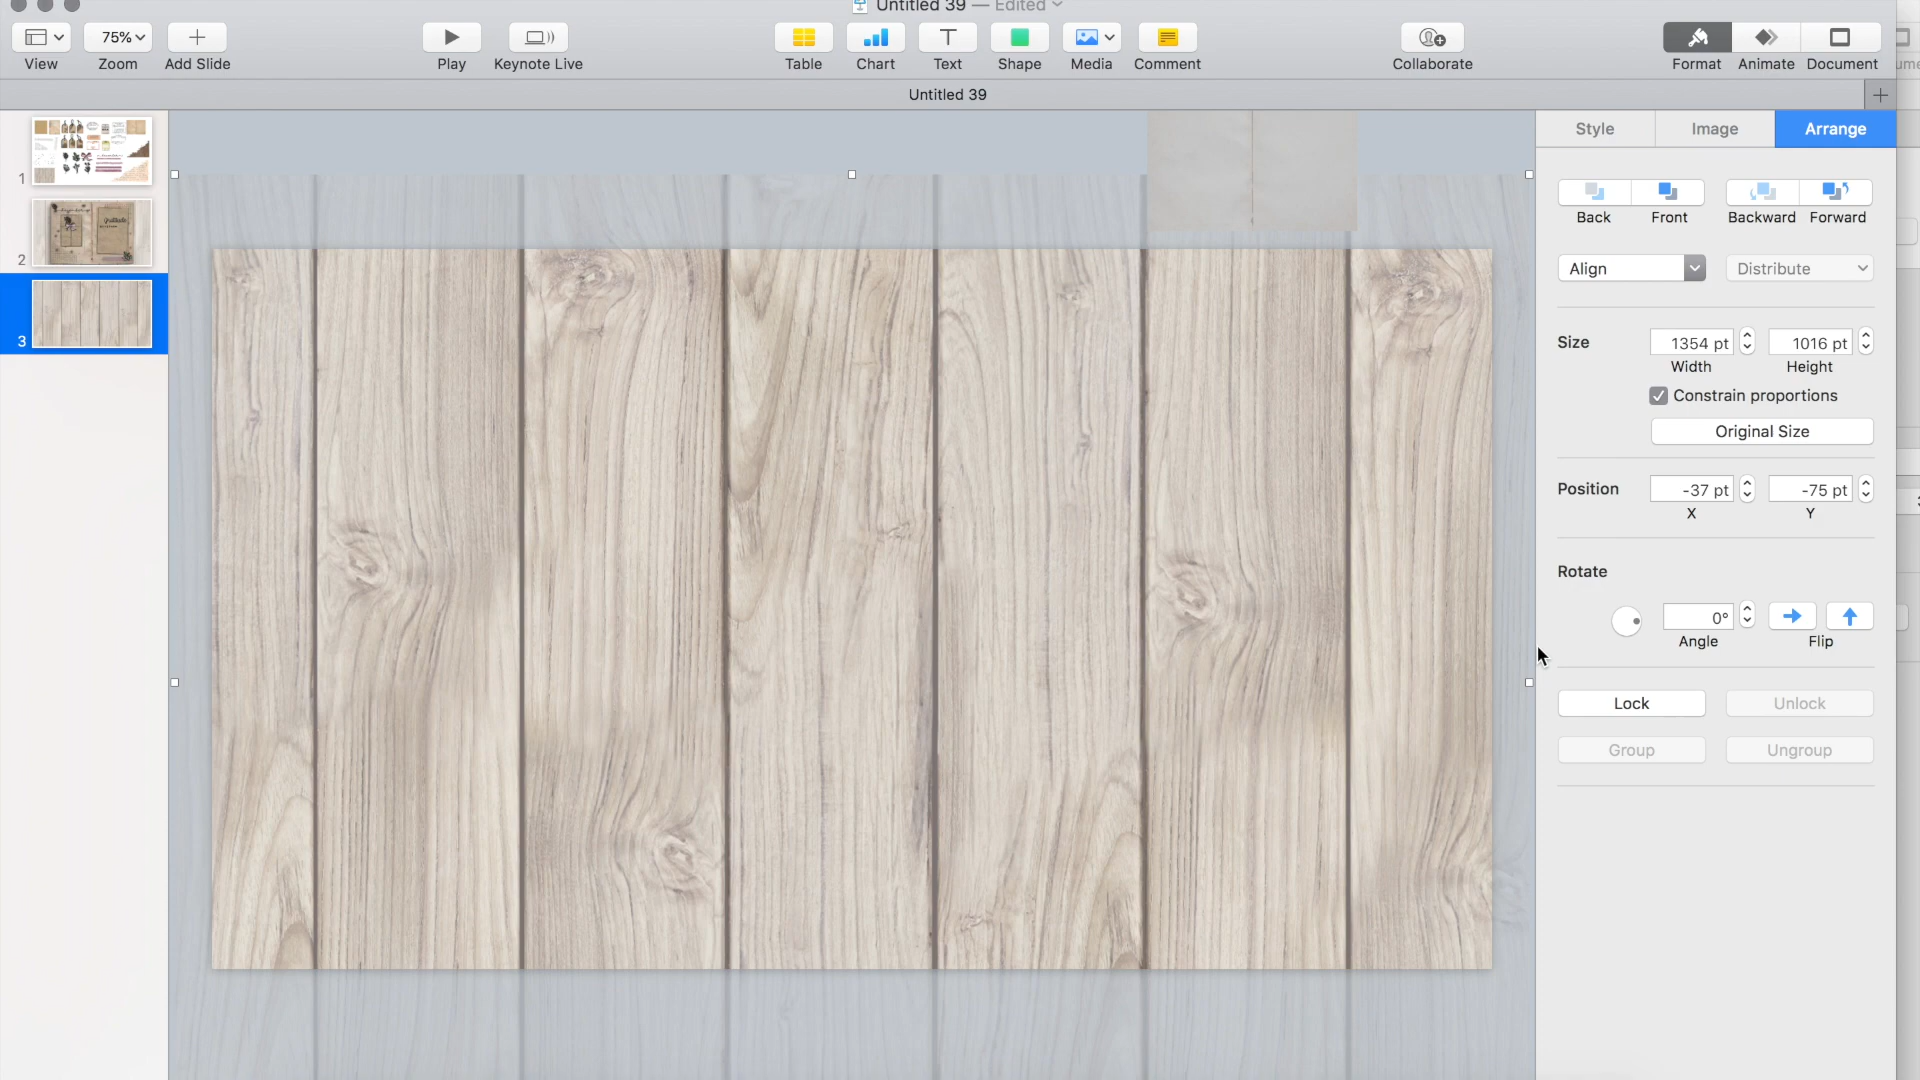 Untitled 39 — Edited
75%
View
Zoom
Add Slide
Play
Keynote Live
Table
Chart
Text
Shape
Media
Comment
Collaborate
Format
Animate
Document
Untitled 39
1
2
3
Style
Image
Arrange
Back
Front
Backward
Forward
Align
Distribute
Size
1354 pt
1016 pt
Width
Height
Constrain proportions
Original Size
Position
-37 pt
-75 pt
X
Y
Rotate
0°
Angle
Flip
Lock
Unlock
Group
Ungroup